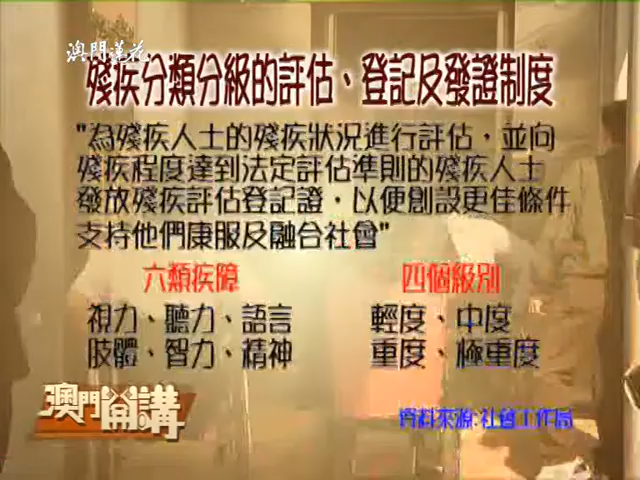 澳門蓮花
殘疾分類分級的評估、登記及發證制度
"為殘疾人士的殘疾狀況進行評估，並向
殘疾程度達到法定評估準則的殘疾人士
發放殘疾評估登記證，以便創設更佳條件
支持他們康服及融合社會"
六類疾障
四個級別
視力、聽力、語言
輕度、中度
肢體、智力、精神
重度、極重度
澳門開講
資料來源:社會工作局